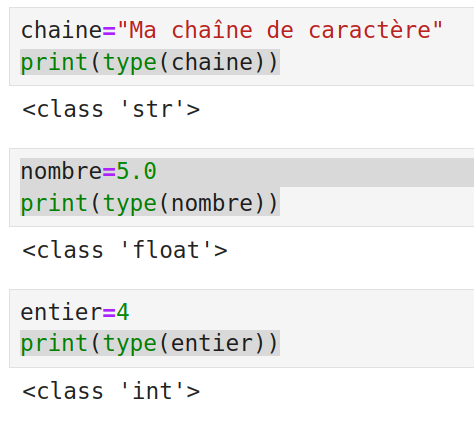 chaine="Ma chaîne de caractère"
print(type(chaine))
<class 'str'>
nombre=5.0
print(type(nombre))
<class 'float'>
entier=4
print(type(entier))
<class 'int'>